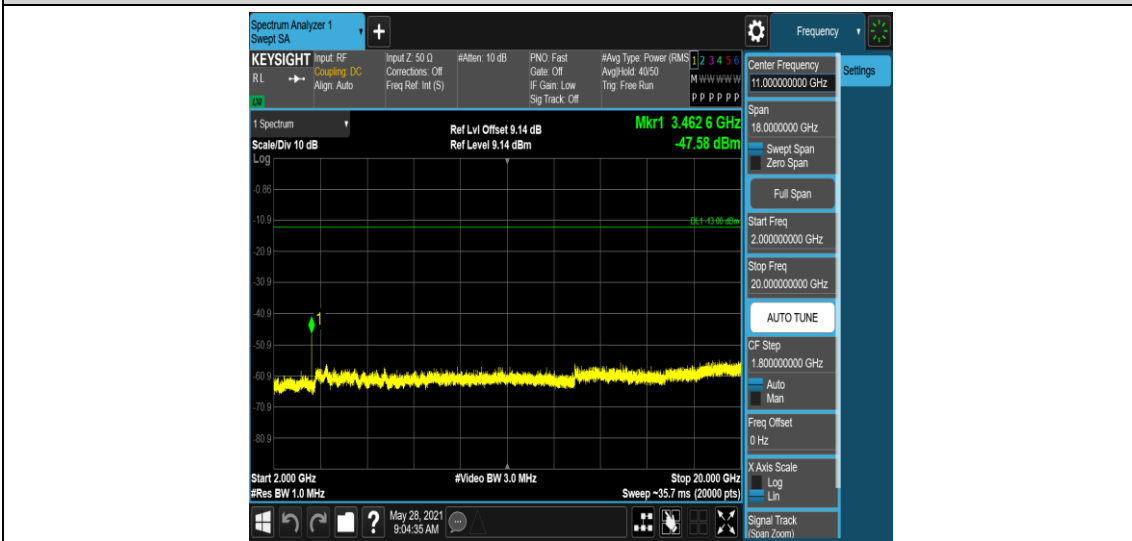 Spectrum Analyzer 1
Swept SA
+
Frequency
KEYSIGHT
RL
LXI
Input: RF
Coupling: DC
Align: Auto
Input Z: 50 Ω
Corrections: Off
Freq Ref: Int (S)
#Atten: 10 dB
PNO: Fast
Gate: Off
IF Gain: Low
Sig Track: Off
#Avg Type: Power (RMS
Avg|Hold: 40/50
Trig: Free Run
1 2 3 4 5 6
M W W W W W
P P P P P P
1 Spectrum
Scale/Div 10 dB
Log
Ref Lvl Offset 9.14 dB
Ref Level 9.14 dBm
Mkr1 3.462 6 GHz
-47.58 dBm
-0.86
-10.9
DL1 -13.00 dBm
-20.9
-30.9
-40.9
1
-50.9
-60.9
-70.9
-80.9
Start 2.000 GHz
#Res BW 1.0 MHz
#Video BW 3.0 MHz
Stop 20.000 GHz
Sweep ~35.7 ms (20000 pts)
?
May 28, 2021
9:04:35 AM
Center Frequency
11.000000000 GHz
Settings
Span
18.0000000 GHz
Swept Span
Zero Span
Full Span
Start Freq
2.000000000 GHz
Stop Freq
20.000000000 GHz
AUTO TUNE
CF Step
1.800000000 GHz
Auto
Man
Freq Offset
0 Hz
X Axis Scale
Log
Lin
Signal Track
(Span Zoom)